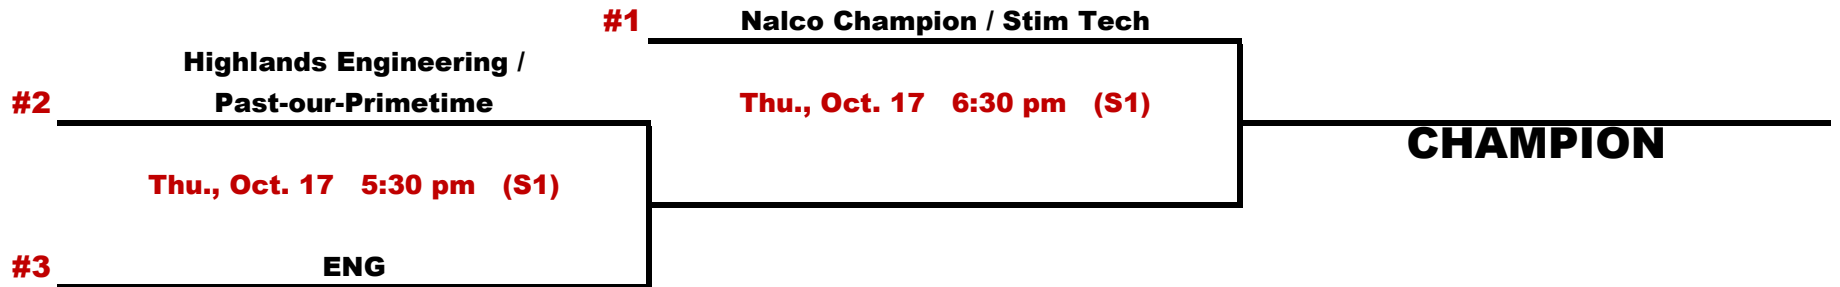 #1 Nalco Champion / Stim Tech
Highlands Engineering /
#2 Past-our-Primetime
Thu., Oct. 17 6:30 pm (S1)
CHAMPION
Thu., Oct. 17 5:30 pm (S1)
#3 ENG